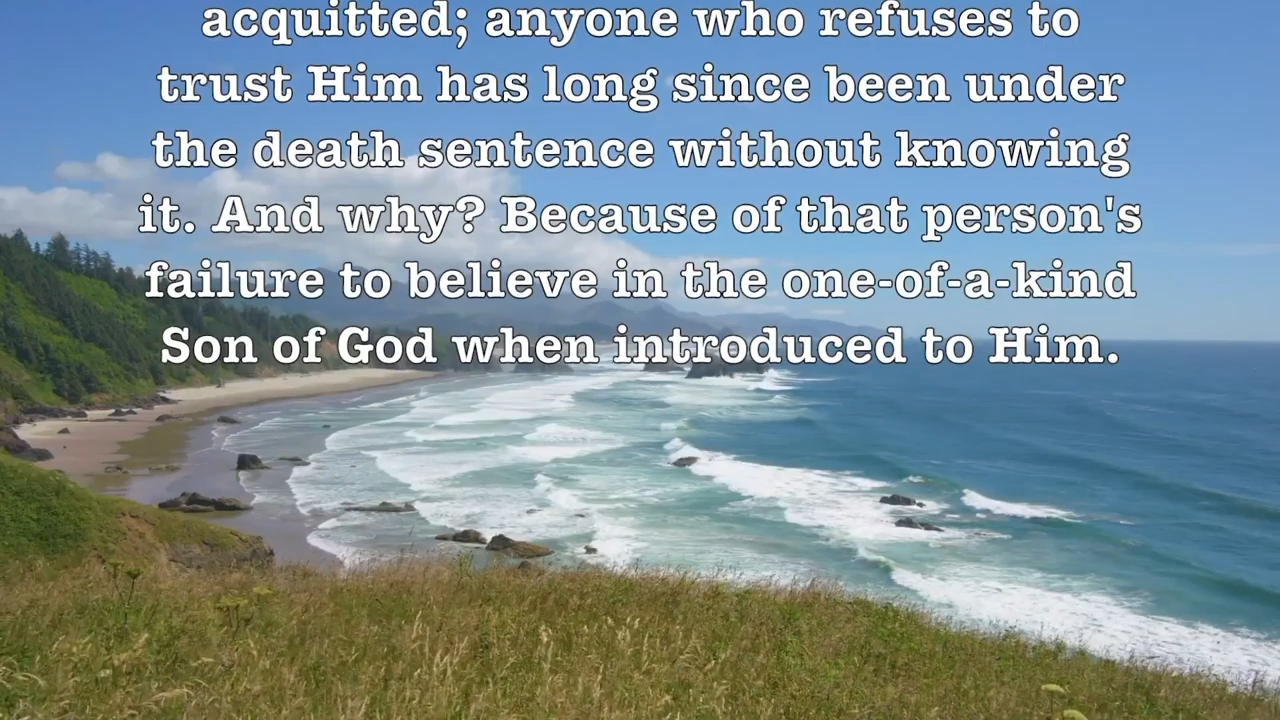 acquitted; anyone who refuses to
trust Him has long since been under
the death sentence without knowing
it. And why? Because of that person's
failure to believe in the one-of-a-kind
Son of God when introduced to Him.